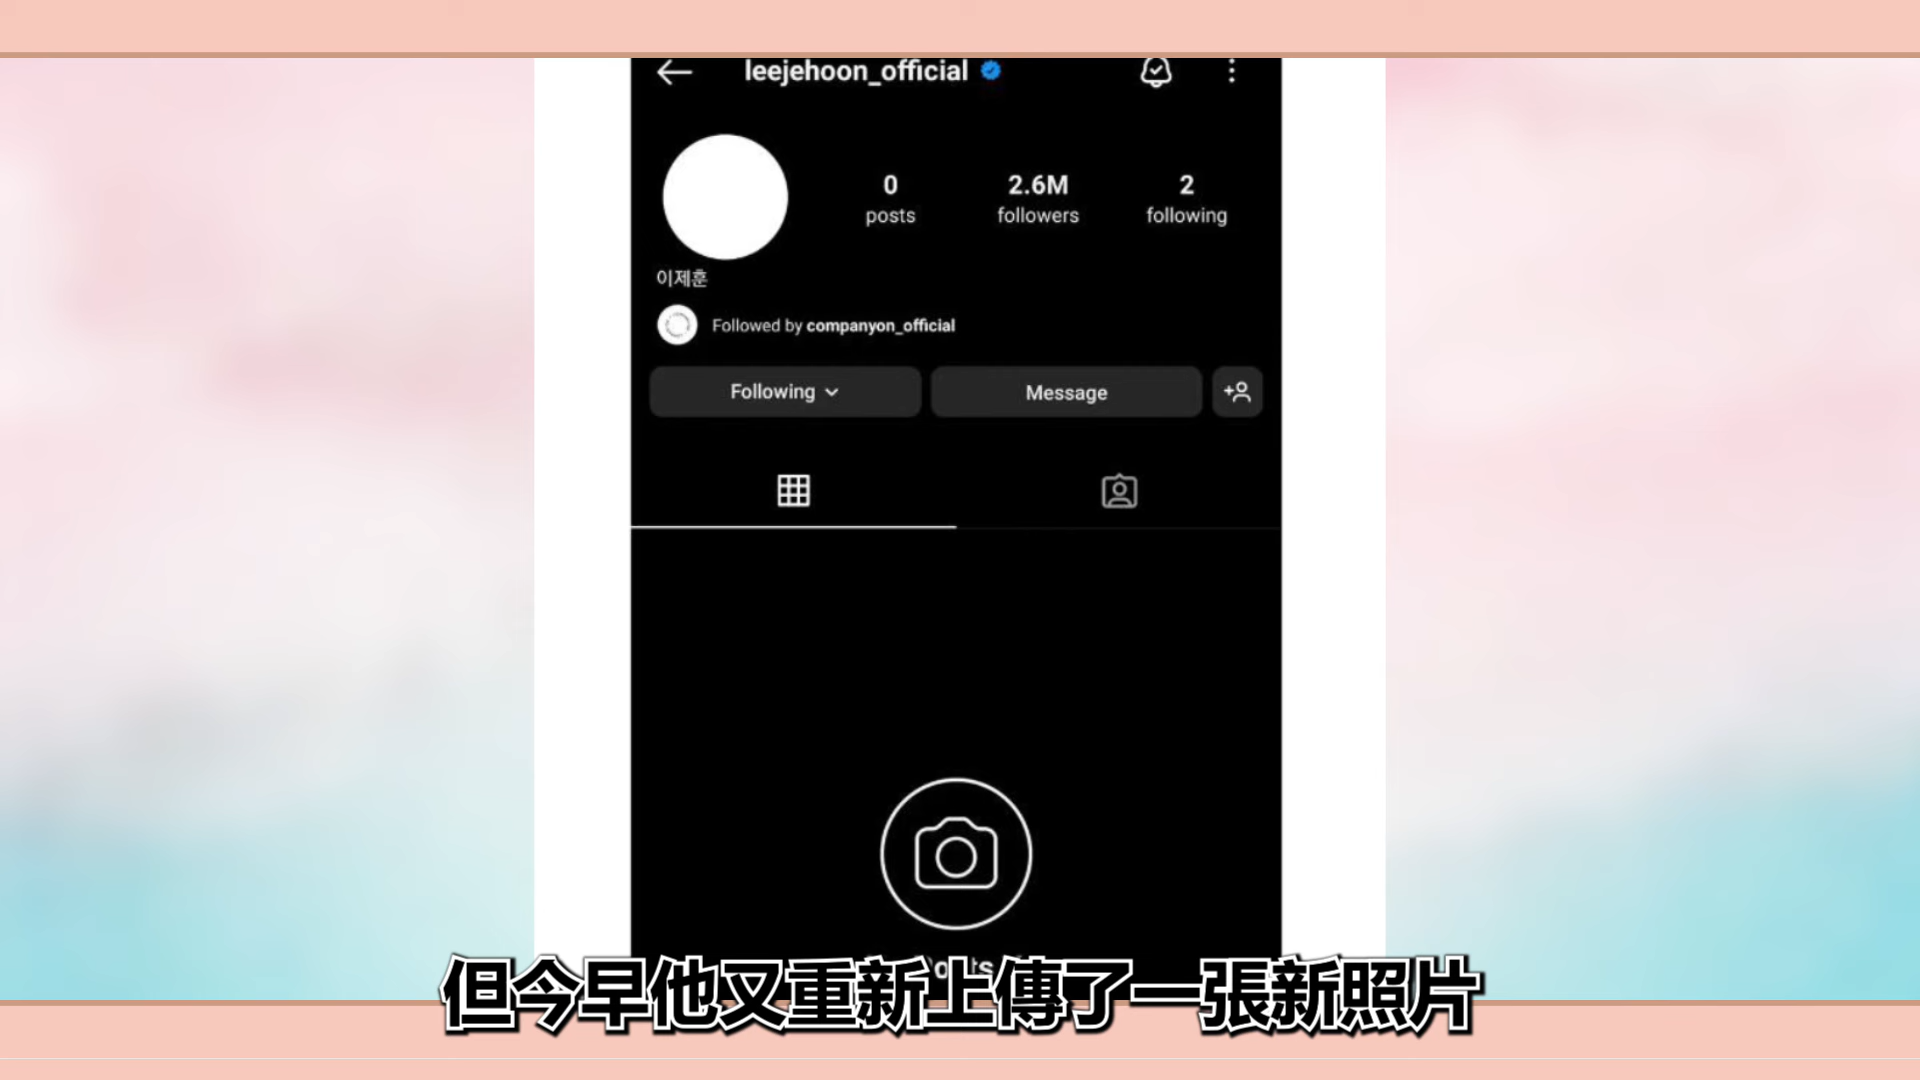 leejehoon_official
0
posts
2.6M
followers
2
following
이제훈
Followed by companyon_official
Following
Message
但今早他又重新上傳了一張新照片